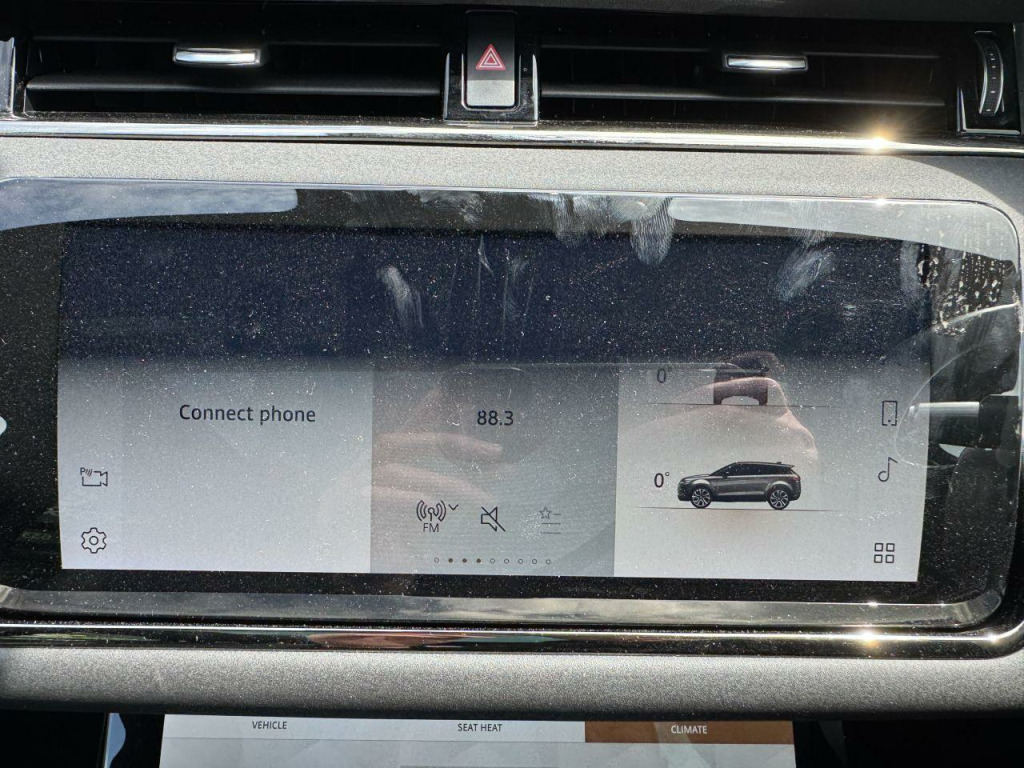 Connect phone
88.3
0°
0°
P
FM
VEHICLE
SEAT HEAT
CLIMATE